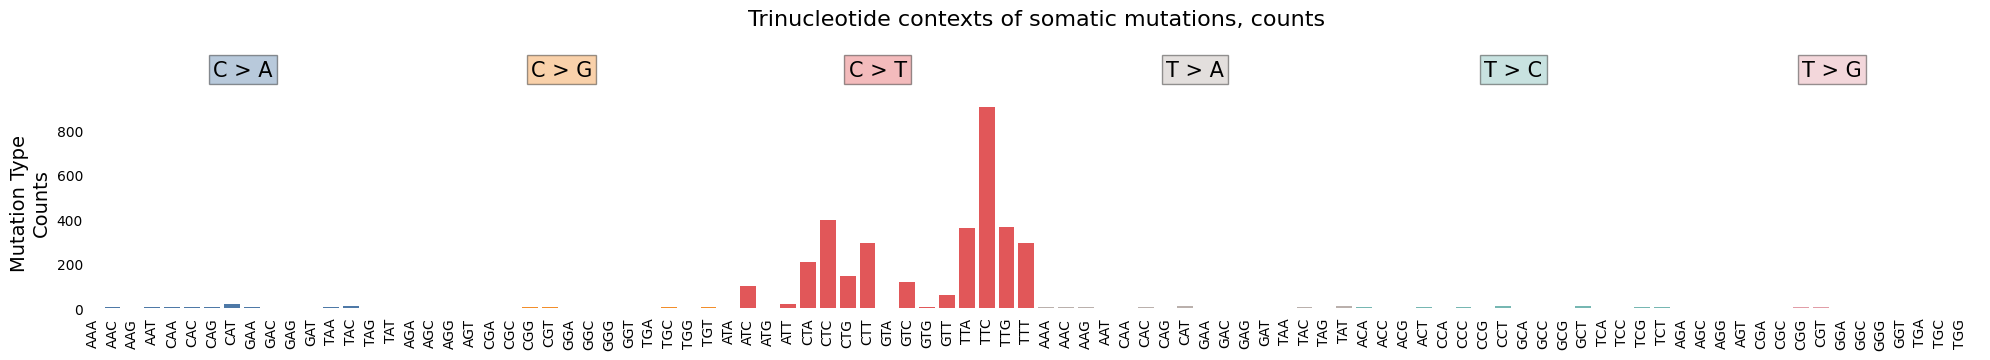 Trinucleotide contexts of somatic mutations, counts
C > A
C > G
C > T
T > A
T > C
T > G
Mutation Type
Counts
800
600
400
200
0
AAA
AAC
AAG
AAT
CAA
CAC
CAG
CAT
GAA
GAC
GAG
GAT
TAA
TAC
TAG
TAT
AGA
AGC
AGG
AGT
CGA
CGC
CGG
CGT
GGA
GGC
GGG
GGT
TGA
TGC
TGG
TGT
ATA
ATC
ATG
ATT
CTA
CTC
CTG
CTT
GTA
GTC
GTG
GTT
TTA
TTC
TTG
TTT
AAA
AAC
AAG
AAT
CAA
CAC
CAG
CAT
GAA
GAC
GAG
GAT
TAA
TAC
TAG
TAT
ACA
ACC
ACG
ACT
CCA
CCC
CCG
CCT
GCA
GCC
GCG
GCT
TCA
TCC
TCG
TCT
AGA
AGC
AGG
AGT
CGA
CGC
CGG
CGT
GGA
GGC
GGG
GGT
TGA
TGC
TGG